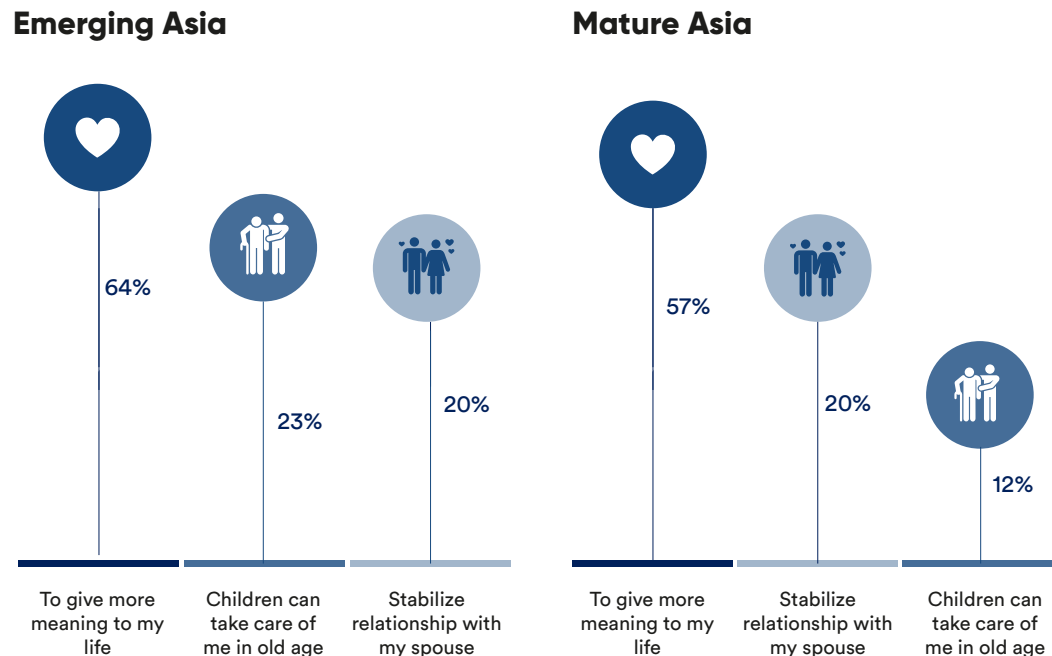 Emerging Asia
64%
23%
20%
To give more
meaning to my
life
Children can
take care of
me in old age
Stabilize
relationship with
my spouse
Mature Asia
57%
20%
12%
To give more
meaning to my
life
Stabilize
relationship with
my spouse
Children can
take care of
me in old age